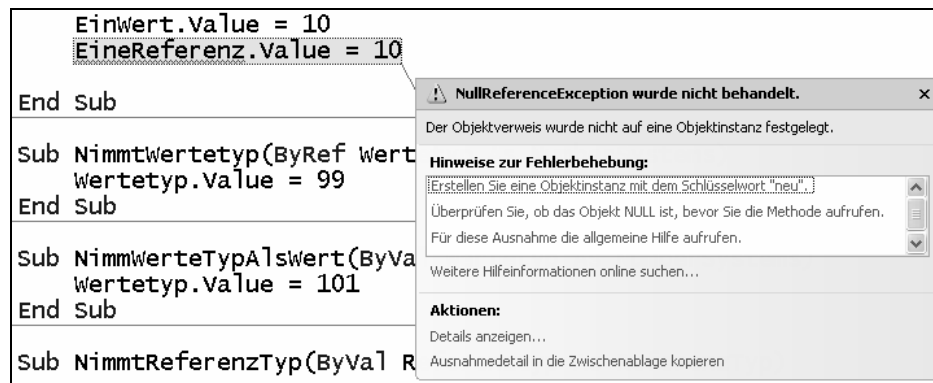 EinWert.Value = 10
EineReferenz.Value = 10
End Sub
Sub NimmtWertetyp(ByRef Wert
Wertetyp.Value = 99
End Sub
Sub NimmWerteTypAlsWert(ByVa
Wertetyp.Value = 101
End Sub
Sub NimmtReferenzTyp(ByVal R
NullReferenceException wurde nicht behandelt.
Der Objektverweis wurde nicht auf eine Objektinstanz festgelegt.
Hinweise zur Fehlerbehebung:
Erstellen Sie eine Objektinstanz mit dem Schlüsselwort "neu".
Überprüfen Sie, ob das Objekt NULL ist, bevor Sie die Methode aufrufen.
Für diese Ausnahme die allgemeine Hilfe aufrufen.
Weitere Hilfeinformationen online suchen...
Aktionen:
Details anzeigen...
Ausnahmedetail in die Zwischenablage kopieren